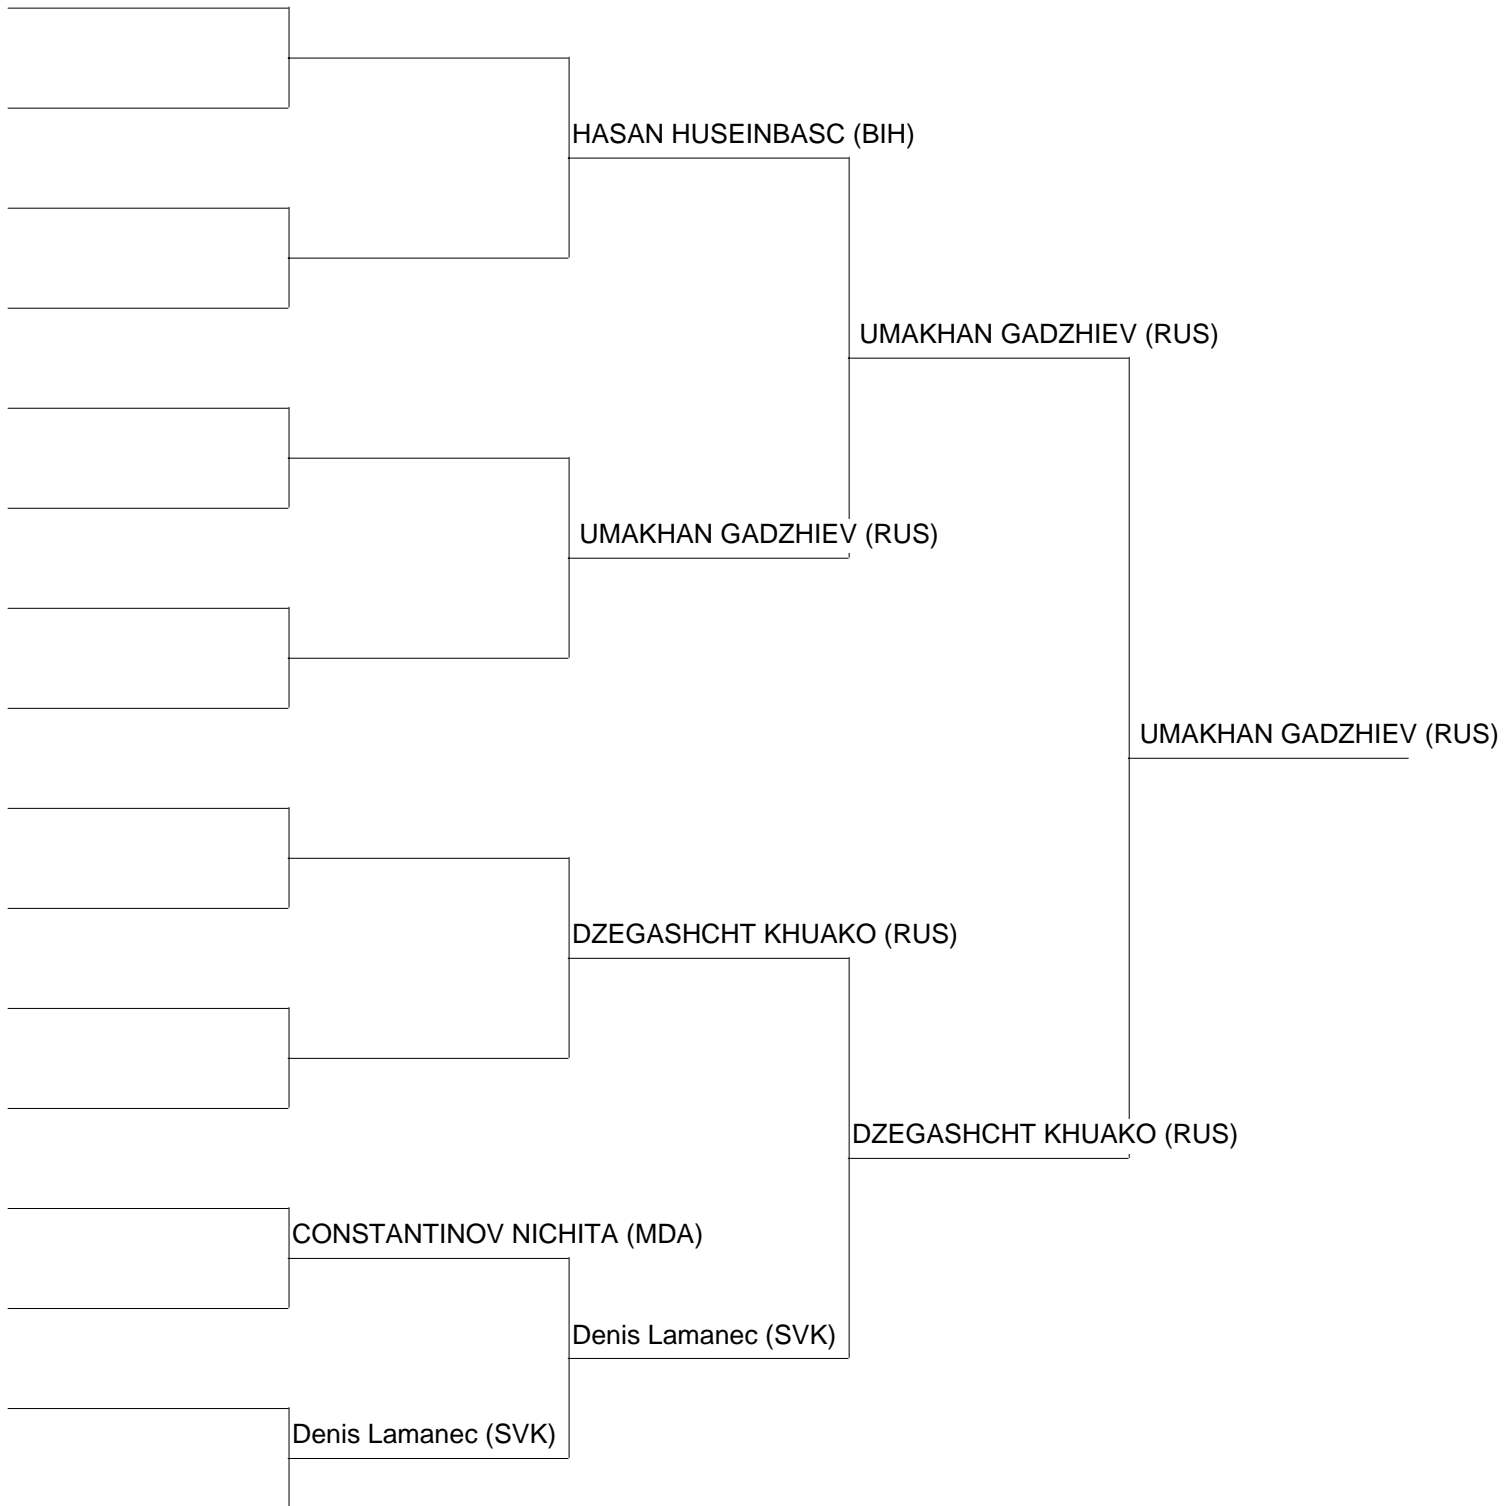 HASAN HUSEINBASC (BIH)
UMAKHAN GADZHIEV (RUS)
UMAKHAN GADZHIEV (RUS)
UMAKHAN GADZHIEV (RUS)
DZEGASHCHT KHUAKO (RUS)
DZEGASHCHT KHUAKO (RUS)
CONSTANTINOV NICHITA (MDA)
Denis Lamanec (SVK)
Denis Lamanec (SVK)